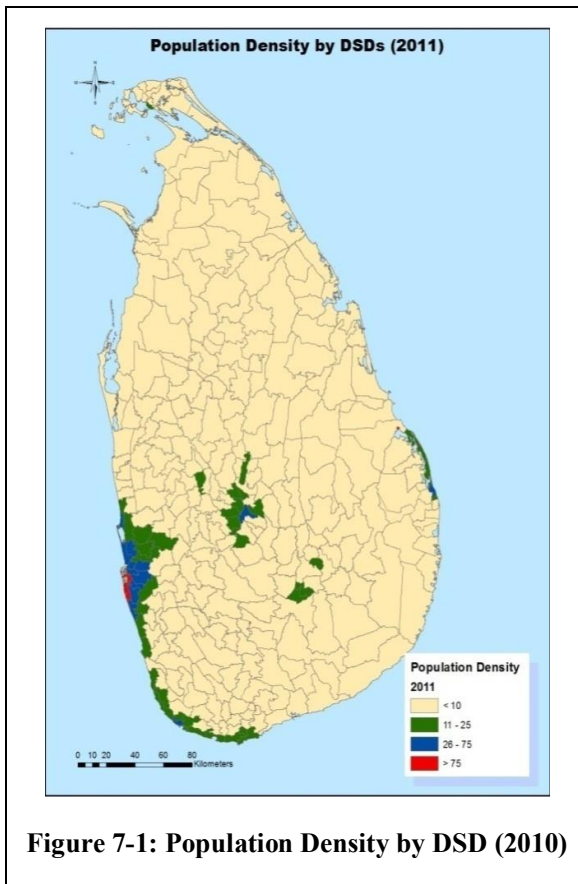 Population Density by DSDs (2011)
N
W E
S
Population Density
2011
< 10
11 - 25
26 - 75
> 75
0 10 20 40 60 80
Kilometers
Figure 7-1: Population Density by DSD (2010)